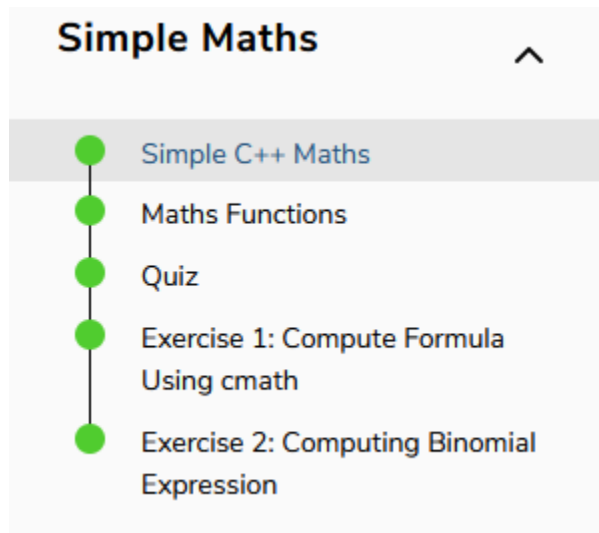 Simple Maths
Simple C++ Maths
Maths Functions
Quiz
Exercise 1: Compute Formula
Using cmath
Exercise 2: Computing Binomial
Expression